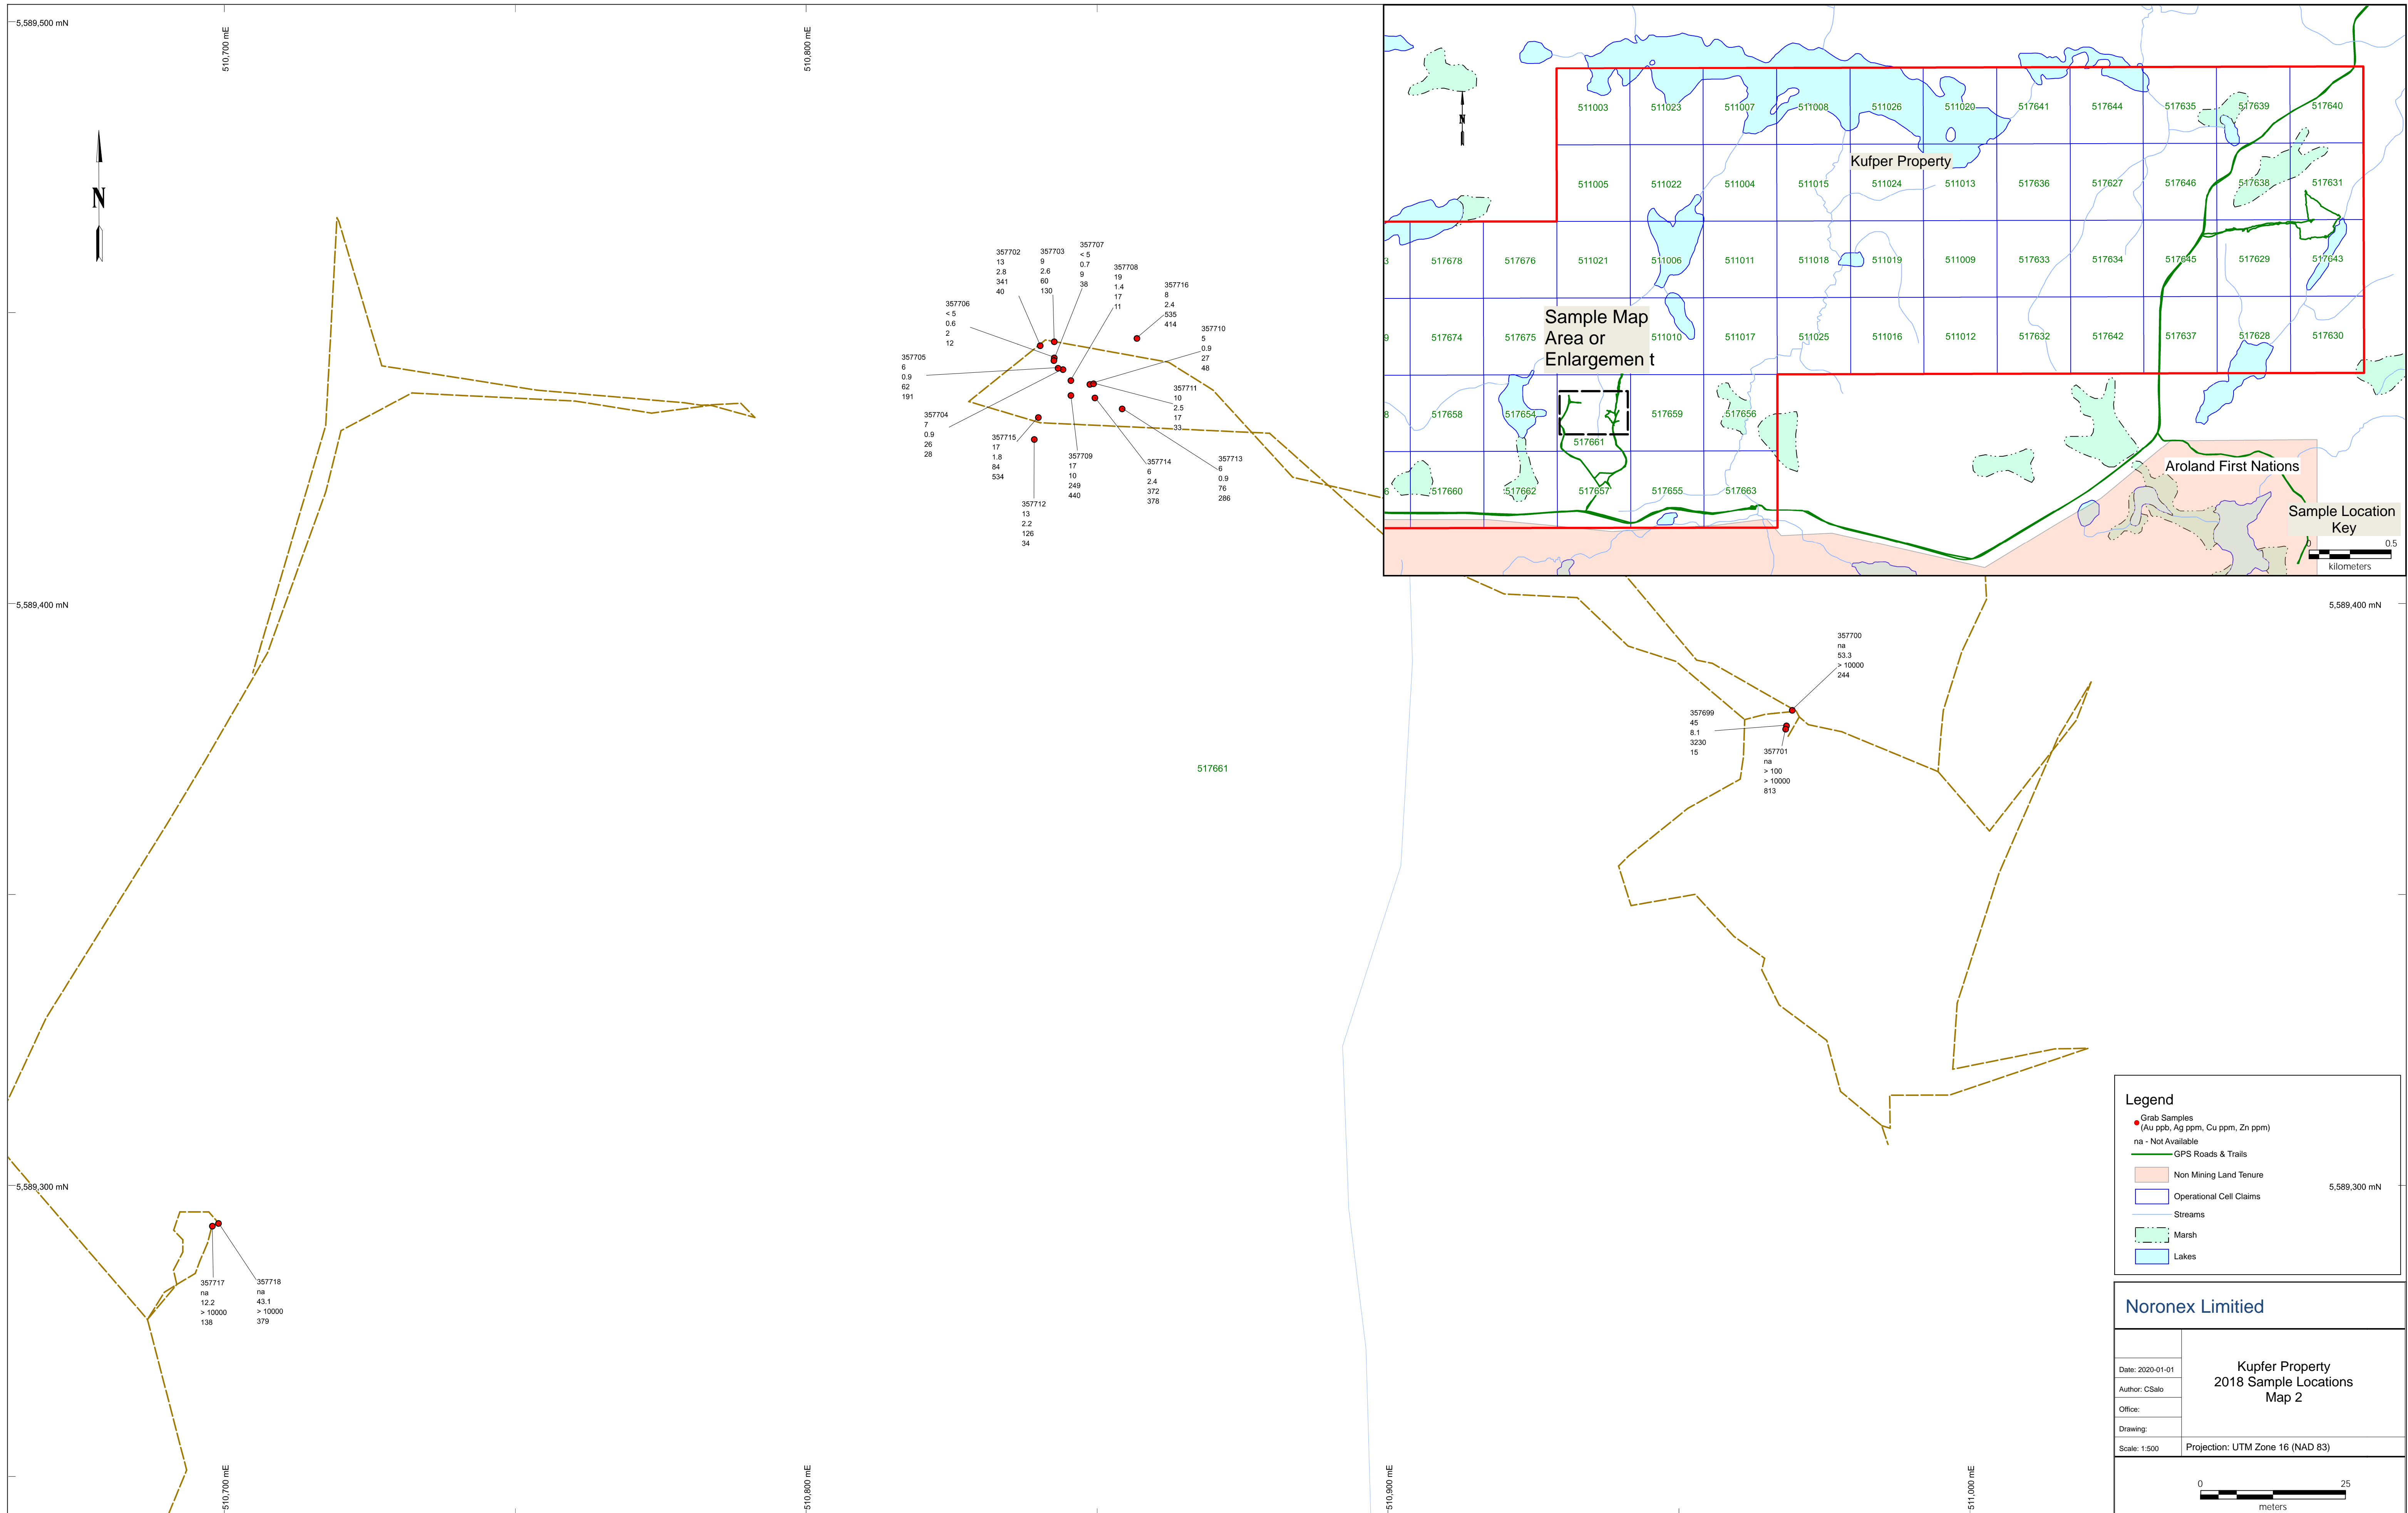 5,589,500 mN
510,700 mE
510,800 mE
N
357702
13
2.8
341
40
357703
9
2.6
60
130
357707
< 5
0.7
9
38
357708
19
1.4
17
11
357716
8
2.4
535
414
357706
< 5
0.6
2
12
357710
5
0.9
27
48
357705
6
0.9
62
191
357711
10
2.5
17
33
357704
7
0.9
26
28
357715
17
1.8
84
534
357709
17
10
249
440
357714
6
2.4
372
378
357713
6
0.9
76
286
357712
13
2.2
126
34
N
511003 511023 511007 511008 511026 511020 517641 517644 517635 517639 517640
Kufper Property
511005 511022 511004 511015 511024 511013 517636 517627 517646 517638 517631
3 517678 517676 511021 511006 511011 511018 511019 511009 517633 517634 517645 517629 517643
Sample Map
Area or
Enlargemen t
9 517674 517675 511010 511017 511025 511016 511012 517632 517642 517637 517628 517630
8 517658 517654 517659 517656
517661
Aroland First Nations
6 517660 517662 517657 517655 517663
Sample Location
Key
0 0.5
kilometers
5,589,400 mN
5,589,400 mN
357700
na
53.3
> 10000
244
357699
45
8.1
3230
15
357701
na
> 100
> 10000
813
517661
5,589,300 mN
5,589,300 mN
357717
na
12.2
> 10000
138
357718
na
43.1
> 10000
379
Legend
Grab Samples
(Au ppb, Ag ppm, Cu ppm, Zn ppm)
na - Not Available
GPS Roads & Trails
Non Mining Land Tenure
Operational Cell Claims
Streams
Marsh
Lakes
Noronex Limitied
Date: 2020-01-01
Author: CSalo
Office:
Drawing:
Scale: 1:500
Kupfer Property
2018 Sample Locations
Map 2
Projection: UTM Zone 16 (NAD 83)
0 25
meters
510,700 mE
510,800 mE
510,900 mE
511,000 mE